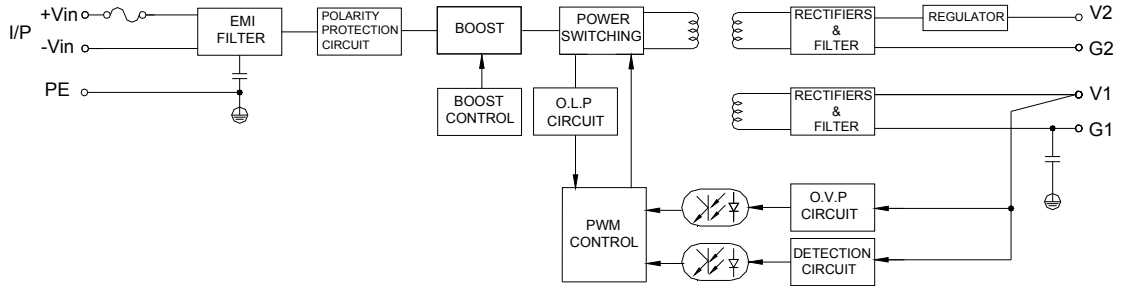 I/P
+Vin
-Vin
PE
EMI
FILTER
POLARITY
PROTECTION
CIRCUIT
BOOST
POWER
SWITCHING
RECTIFIERS
&
FILTER
REGULATOR
V2
G2
BOOST
CONTROL
O.L.P
CIRCUIT
RECTIFIERS
&
FILTER
V1
G1
PWM
CONTROL
O.V.P
CIRCUIT
DETECTION
CIRCUIT